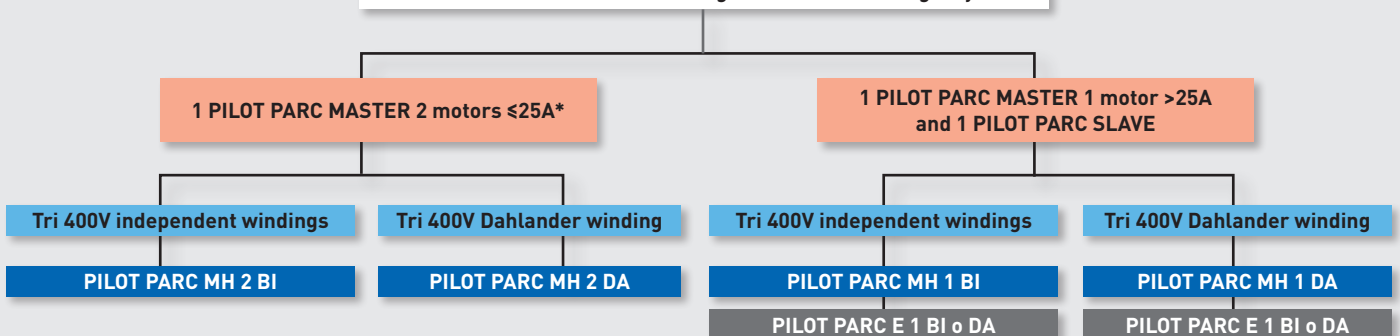 1 PILOT PARC MASTER 2 motors ≤25A*
1 PILOT PARC MASTER 1 motor >25A
and 1 PILOT PARC SLAVE
Tri 400V independent windings
Tri 400V Dahlander winding
Tri 400V independent windings
Tri 400V Dahlander winding
PILOT PARC MH 2 BI
PILOT PARC MH 2 DA
PILOT PARC MH 1 BI
PILOT PARC MH 1 DA
PILOT PARC E 1 BI o DA
PILOT PARC E 1 BI o DA